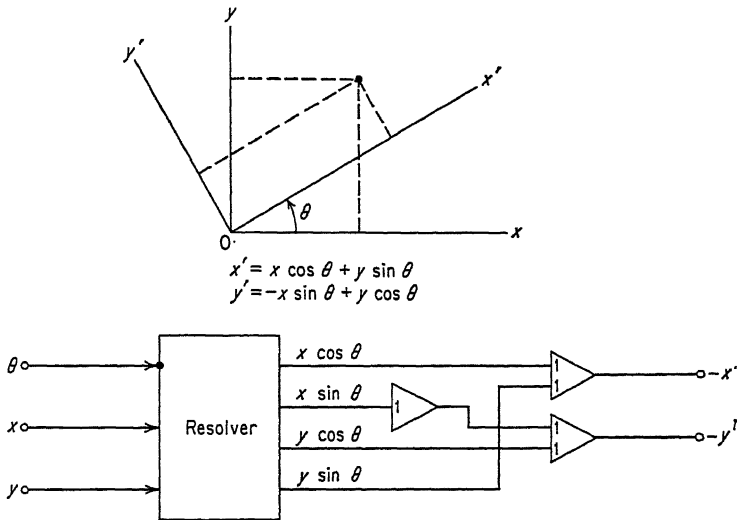 y
y′
x′
θ
O
x
x′ = x cos θ + y sin θ
y′ = -x sin θ + y cos θ
x cos θ
θ
1
1
-x′
x sin θ
1
x
Resolver
1
1
-y′
y cos θ
y sin θ
y